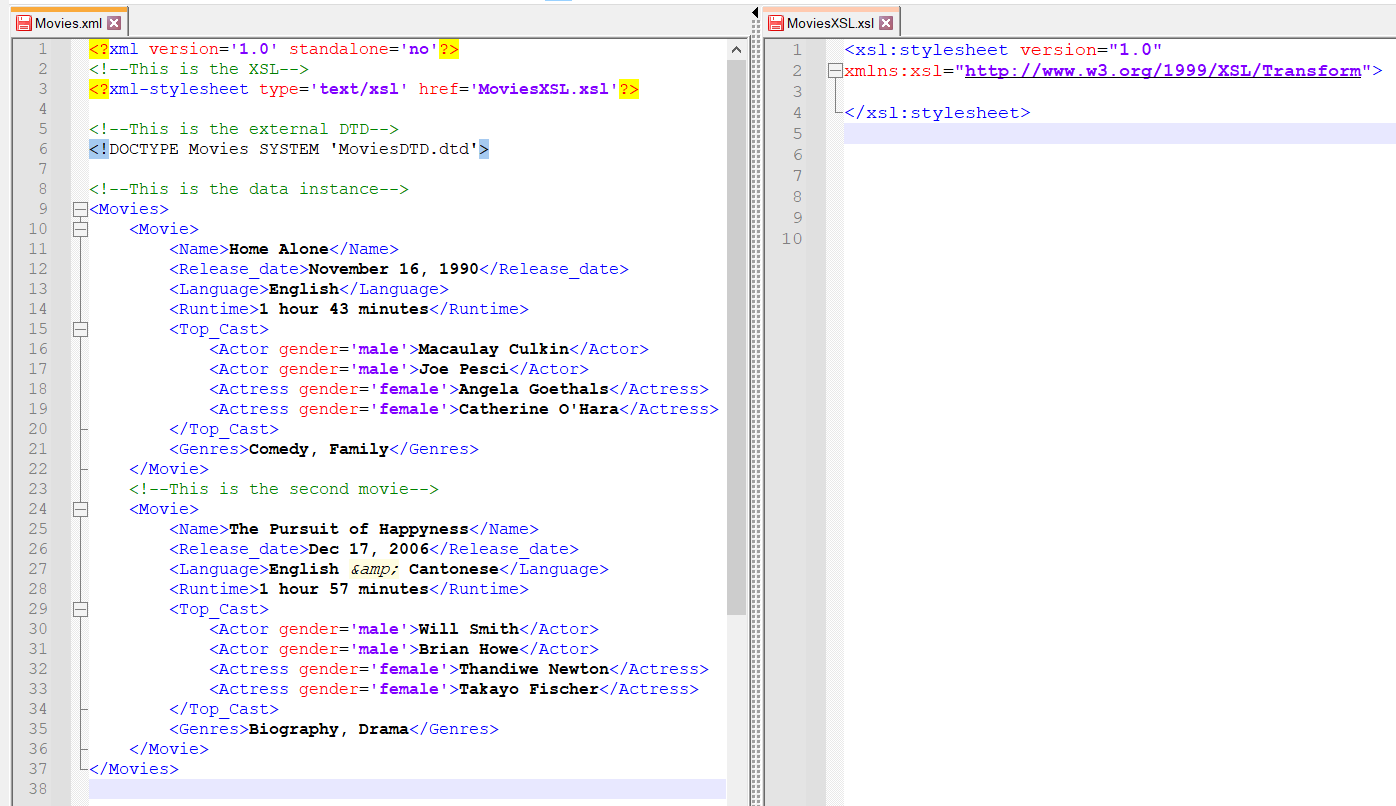 Movies.xml
1 <?xml version='1.0' standalone='no'?>
2 <!--This is the XSL-->
3 <?xml-stylesheet type='text/xsl' href='MoviesXSL.xsl'?>
4
5 <!--This is the external DTD-->
6 <!DOCTYPE Movies SYSTEM 'MoviesDTD.dtd'>
7
8 <!--This is the data instance-->
9 <Movies>
10 <Movie>
11 <Name>Home Alone</Name>
12 <Release_date>November 16, 1990</Release_date>
13 <Language>English</Language>
14 <Runtime>1 hour 43 minutes</Runtime>
15 <Top_Cast>
16 <Actor gender='male'>Macaulay Culkin</Actor>
17 <Actor gender='male'>Joe Pesci</Actor>
18 <Actress gender='female'>Angela Goethals</Actress>
19 <Actress gender='female'>Catherine O'Hara</Actress>
20 </Top_Cast>
21 <Genres>Comedy, Family</Genres>
22 </Movie>
23 <!--This is the second movie-->
24 <Movie>
25 <Name>The Pursuit of Happyness</Name>
26 <Release_date>Dec 17, 2006</Release_date>
27 <Language>English &amp; Cantonese</Language>
28 <Runtime>1 hour 57 minutes</Runtime>
29 <Top_Cast>
30 <Actor gender='male'>Will Smith</Actor>
31 <Actor gender='male'>Brian Howe</Actor>
32 <Actress gender='female'>Thandiwe Newton</Actress>
33 <Actress gender='female'>Takayo Fischer</Actress>
34 </Top_Cast>
35 <Genres>Biography, Drama</Genres>
36 </Movie>
37 </Movies>
38
MoviesXSL.xsl
1 <xsl:stylesheet version="1.0"
2 xmlns:xsl="http://www.w3.org/1999/XSL/Transform">
3
4 </xsl:stylesheet>
5
6
7
8
9
10